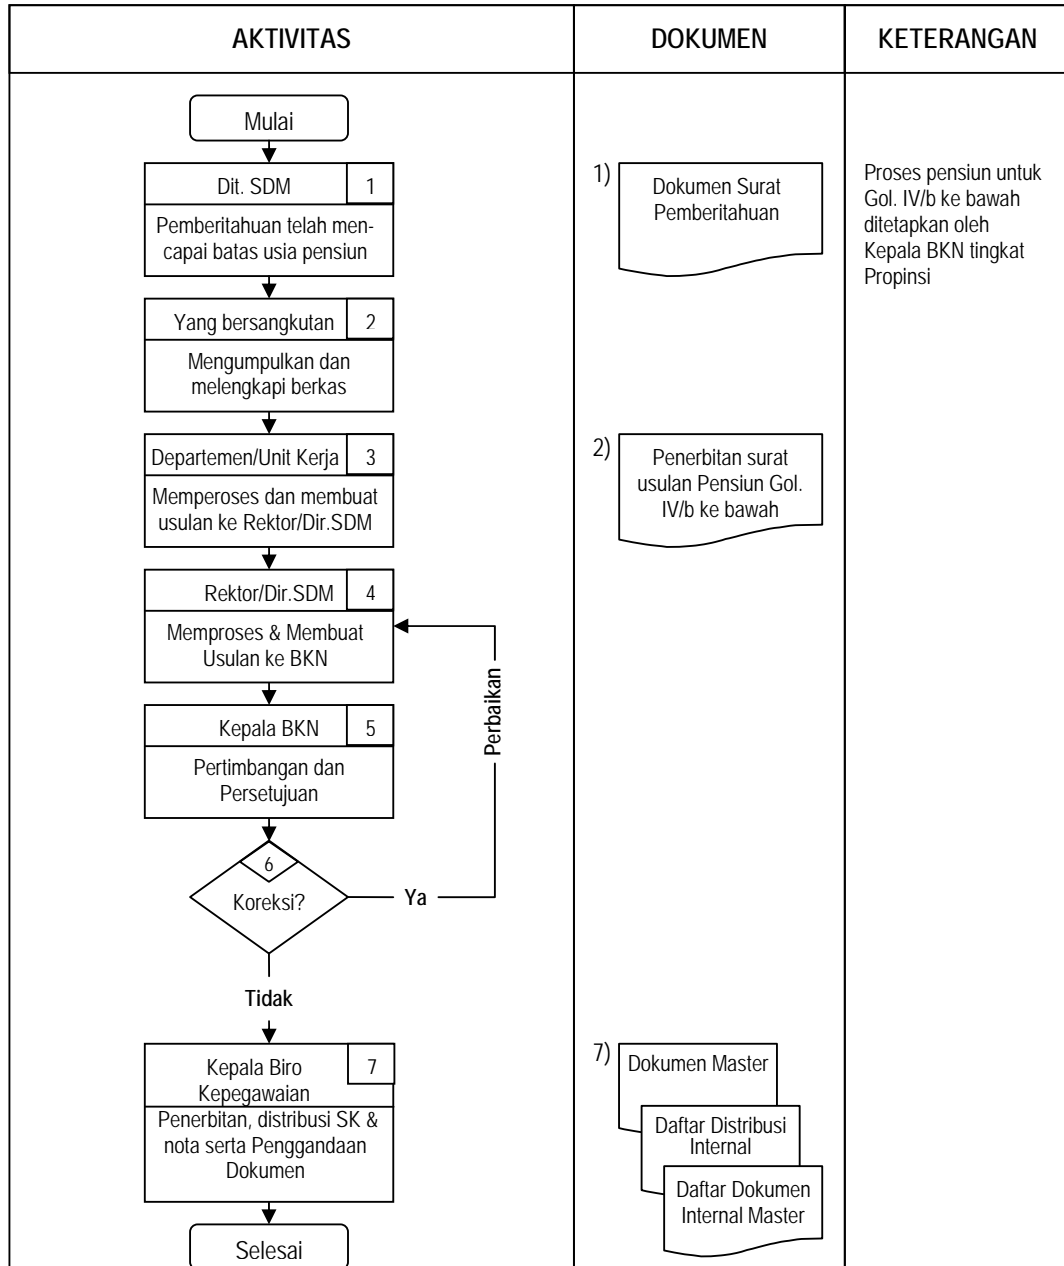 AKTIVITAS
DOKUMEN
KETERANGAN
Mulai
Dit. SDM
1
Pemberitahuan telah men-
capai batas usia pensiun
1)
Dokumen Surat
Pemberitahuan
Proses pensiun untuk
Gol. IV/b ke bawah
ditetapkan oleh
Kepala BKN tingkat
Propinsi
Yang bersangkutan
2
Mengumpulkan dan
melengkapi berkas
Departemen/Unit Kerja
3
Memperoses dan membuat
usulan ke Rektor/Dir.SDM
2)
Penerbitan surat
usulan Pensiun Gol.
IV/b ke bawah
Rektor/Dir.SDM
4
Memproses & Membuat
Usulan ke BKN
Perbaikan
Kepala BKN
5
Pertimbangan dan
Persetujuan
6
Koreksi?
Ya
Tidak
Kepala Biro
Kepegawaian
7
Penerbitan, distribusi SK &
nota serta Penggandaan
Dokumen
7)
Dokumen Master
Daftar Distribusi
Internal
Daftar Dokumen
Internal Master
Selesai